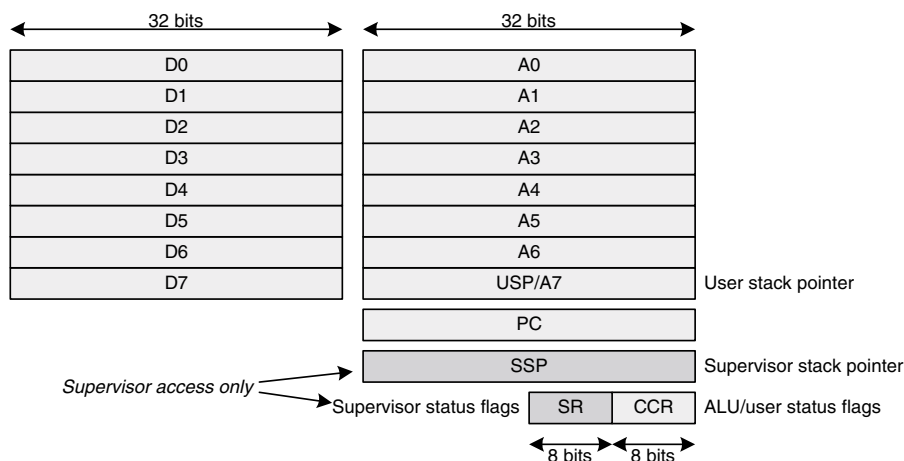 32 bits
32 bits
D0
A0
D1
A1
D2
A2
D3
A3
D4
A4
D5
A5
D6
A6
D7
USP/A7
User stack pointer
PC
SSP
Supervisor stack pointer
Supervisor access only
Supervisor status flags
SR
CCR
ALU/user status flags
8 bits
8 bits